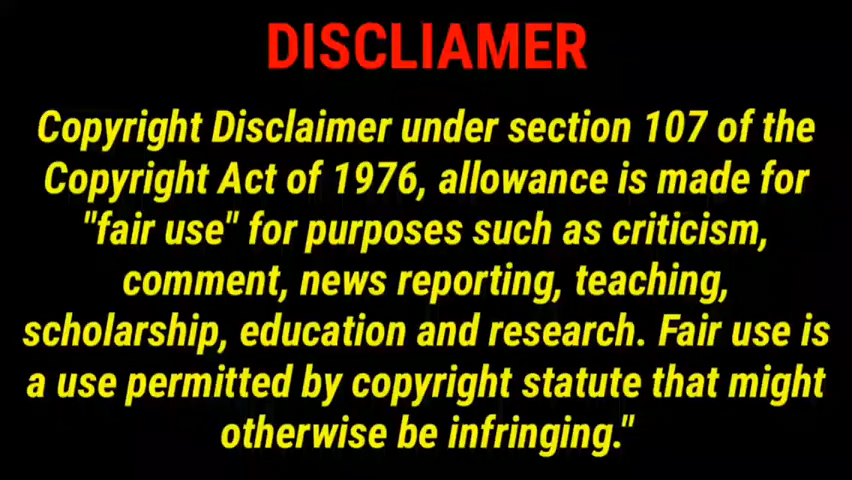 DISCLIAMER
Copyright Disclaimer under section 107 of the
Copyright Act of 1976, allowance is made for
"fair use" for purposes such as criticism,
comment, news reporting, teaching,
scholarship, education and research. Fair use is
a use permitted by copyright statute that might
otherwise be infringing."